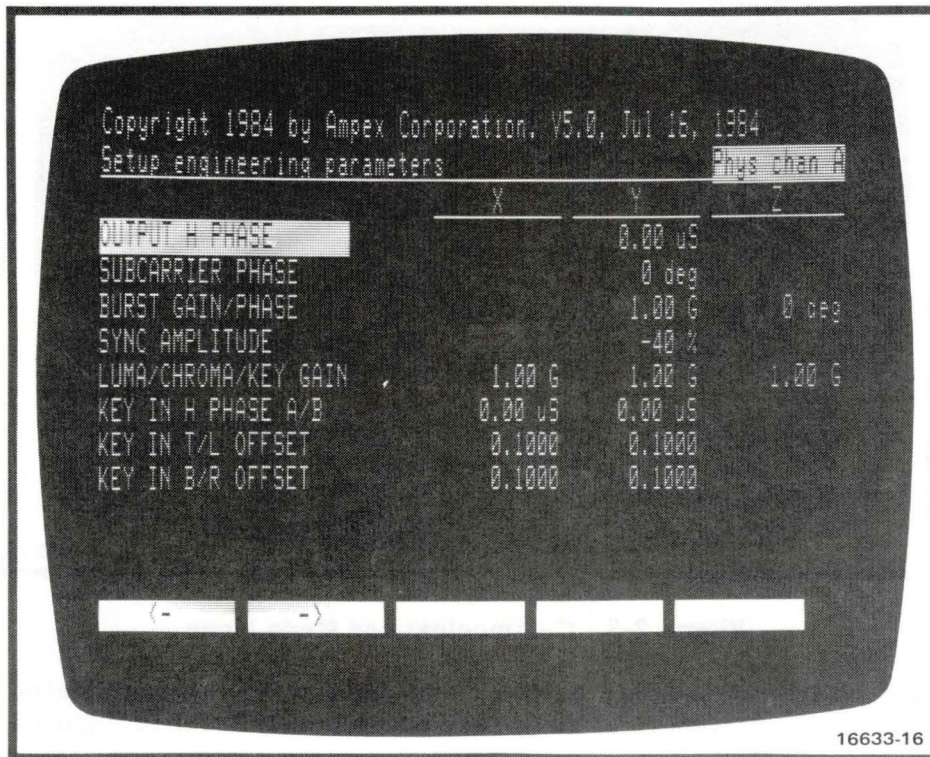 Copyright 1984 by Ampex Corporation. V5.0, Jul 16, 1984
Setup engineering parameters Phys chan A
X Y Z
OUTPUT H PHASE 0.00 uS
SUBCARRIER PHASE 0 deg
BURST GAIN/PHASE 1.00 G 0 deg
SYNC AMPLITUDE -40 %
LUMA/CHROMA/KEY GAIN 1.00 G 1.00 G 1.00 G
KEY IN H PHASE A/B 0.00 uS 0.00 uS
KEY IN T/L OFFSET 0.1000 0.1000
KEY IN B/R OFFSET 0.1000 0.1000
<- ->
16633-16